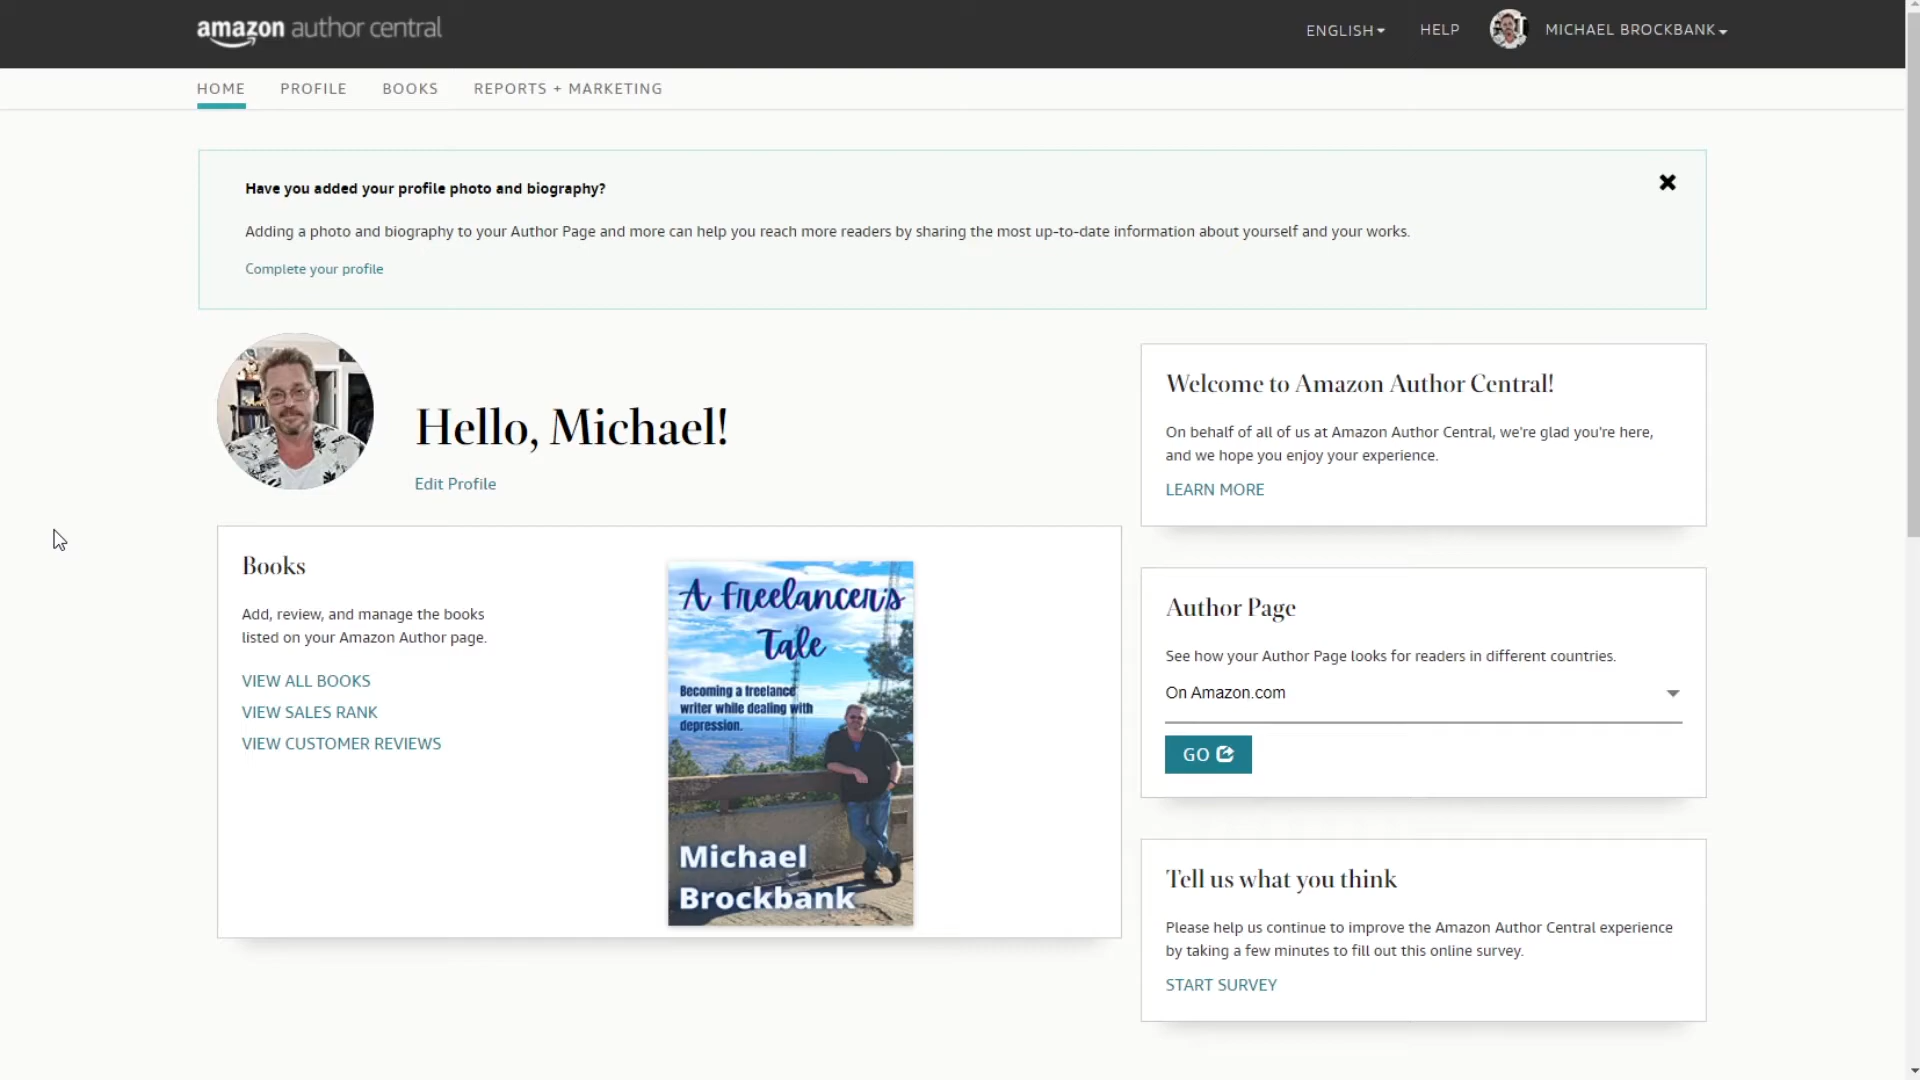 amazon author central
ENGLISH
HELP
MICHAEL BROCKBANK
HOME
PROFILE
BOOKS
REPORTS + MARKETING
Have you added your profile photo and biography?
Adding a photo and biography to your Author Page and more can help you reach more readers by sharing the most up-to-date information about yourself and your works.
Complete your profile
Hello, Michael!
Edit Profile
Books
Add, review, and manage the books
listed on your Amazon Author page.
VIEW ALL BOOKS
VIEW SALES RANK
VIEW CUSTOMER REVIEWS
A Freelancer's
Tale
Becoming a freelance
writer while dealing with
depression.
Michael
Brockbank
Welcome to Amazon Author Central!
On behalf of all of us at Amazon Author Central, we're glad you're here,
and we hope you enjoy your experience.
LEARN MORE
Author Page
See how your Author Page looks for readers in different countries.
On Amazon.com
GO
Tell us what you think
Please help us continue to improve the Amazon Author Central experience
by taking a few minutes to fill out this online survey.
START SURVEY